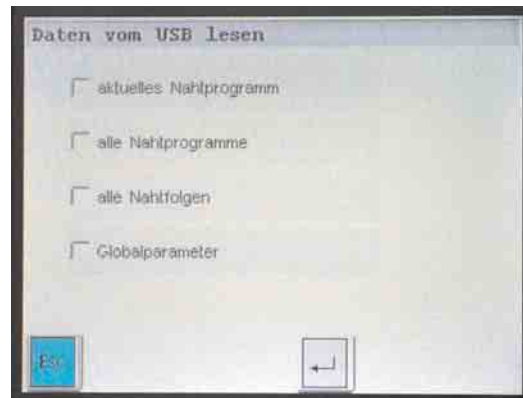 Daten vom USB lesen
aktuelles Nahtprogramm
alle Nahtprogramme
alle Nahtfolgen
Globalparameter
Esc